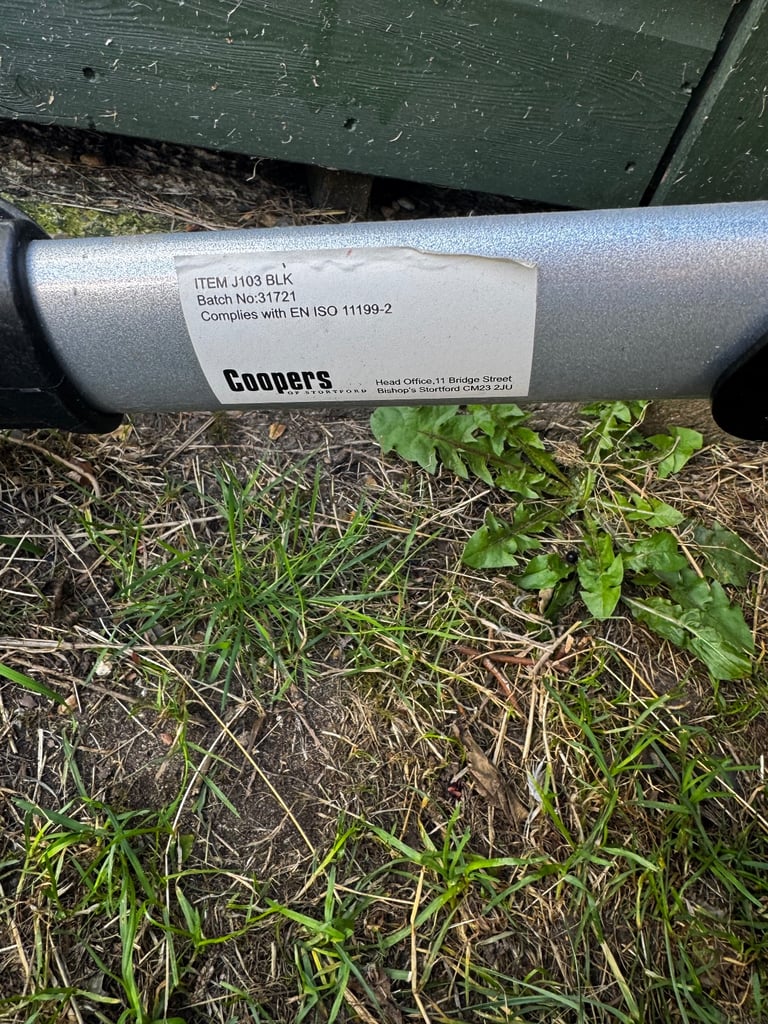 ITEM J103 BLK
Batch No:31721
Complies with EN ISO 11199-2
Coopers
OF STORTFORD
Head Office,11 Bridge Street
Bishop's Stortford CM23 2JU